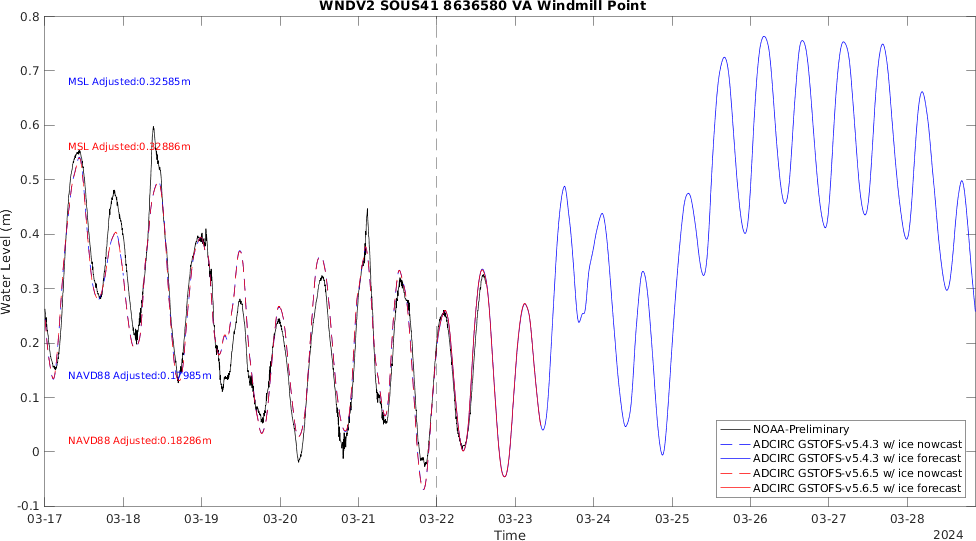 WNDV2 SOUS41 8636580 VA Windmill Point
0.8
0.7
0.6
0.5
0.4
0.3
0.2
0.1
0
-0.1
Water Level (m)
MSL Adjusted:0.32585m
MSL Adjusted:0.32886m
NAVD88 Adjusted:0.17985m
NAVD88 Adjusted:0.18286m
NOAA-Preliminary
ADCIRC GSTOFS-v5.4.3 w/ ice nowcast
ADCIRC GSTOFS-v5.4.3 w/ ice forecast
ADCIRC GSTOFS-v5.6.5 w/ ice nowcast
ADCIRC GSTOFS-v5.6.5 w/ ice forecast
03-17 03-18 03-19 03-20 03-21 03-22 03-23 03-24 03-25 03-26 03-27 03-28
Time
2024